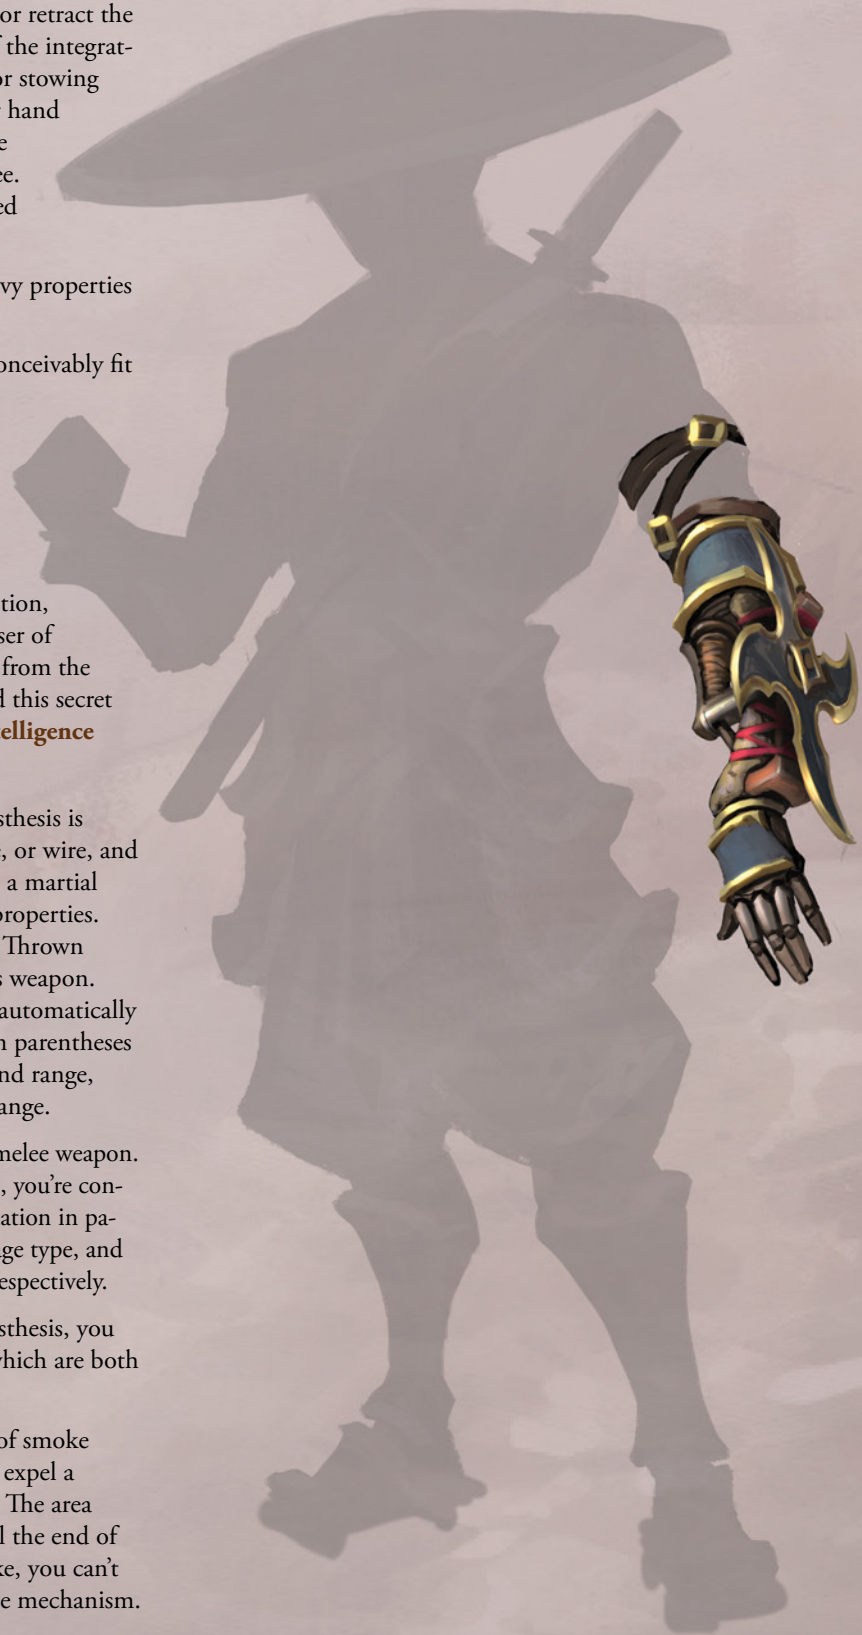 or retract the
f the integrat-
or stowing
hand
e
ee.
ed
vy properties
onceivably fit
tion,
ser of
from the
d this secret
elligence
sthesis is
e, or wire, and
a martial
properties.
Thrown
s weapon.
automatically
n parentheses
nd range,
ange.
melee weapon.
, you’re con-
ation in pa-
age type, and
respectively.
sthesis, you
which are both
of smoke
expel a
The area
l the end of
ke, you can’t
e mechanism.